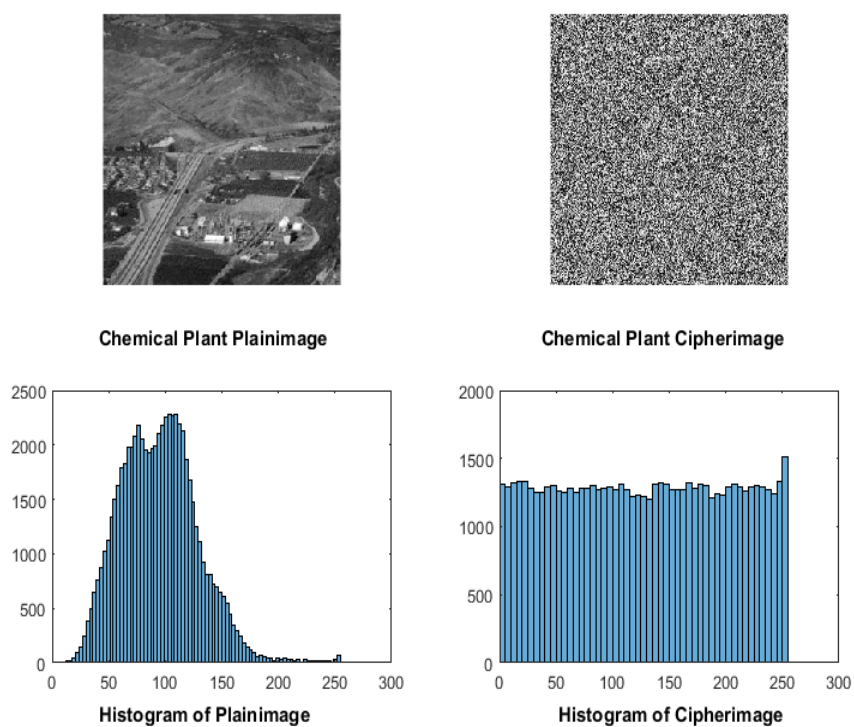 Chemical Plant Plainimage
Chemical Plant Cipherimage
2500
2000
1500
1000
500
0
0 50 100 150 200 250 300
Histogram of Plainimage
2000
1500
1000
500
0
0 50 100 150 200 250 300
Histogram of Cipherimage